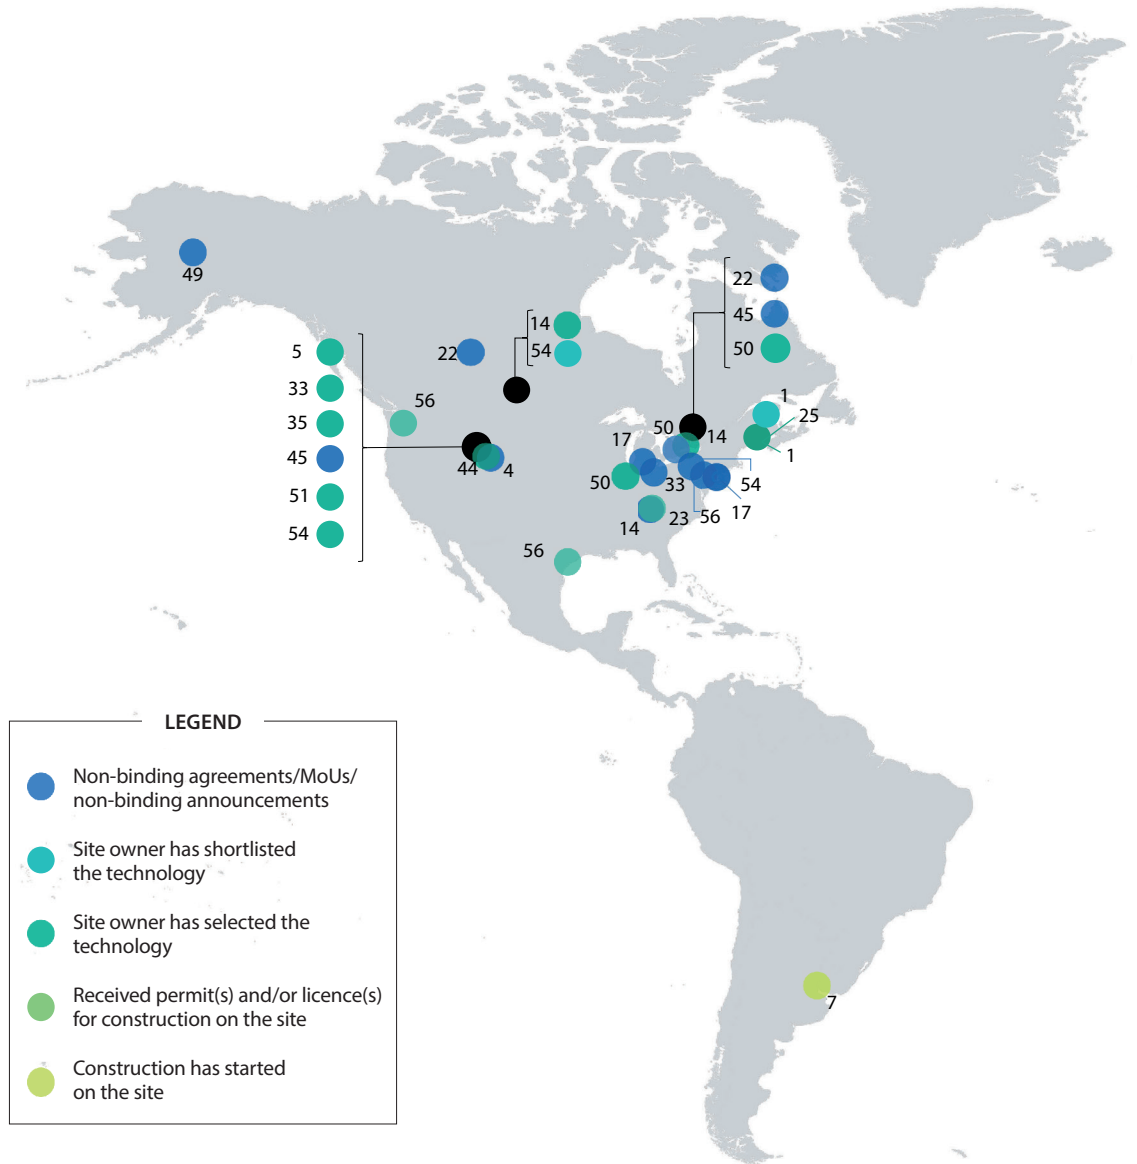 49
22
45
50
14
54
5
33
35
45
51
54
22
56
44
4
1
25
1
50
14
17
50
33
54
56
17
14
23
56
7
LEGEND
Non-binding agreements/MoUs/
non-binding announcements
Site owner has shortlisted
the technology
Site owner has selected the
technology
Received permit(s) and/or licence(s)
for construction on the site
Construction has started
on the site